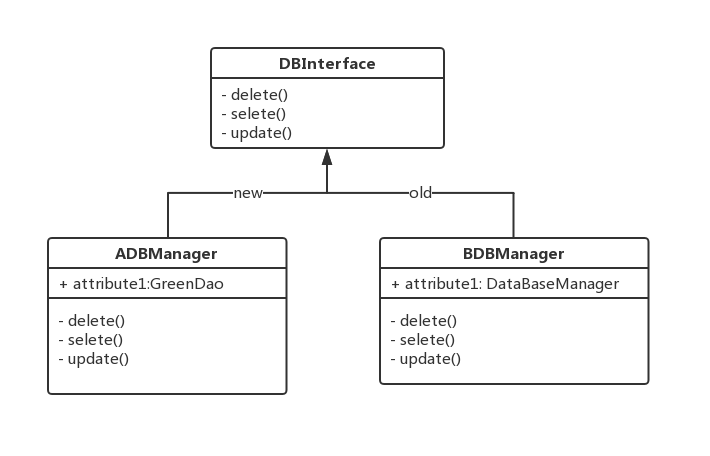 DBInterface
- delete()
- selete()
- update()
new
old
ADBManager
+ attribute1:GreenDao
- delete()
- selete()
- update()
BDBManager
+ attribute1: DataBaseManager
- delete()
- selete()
- update()